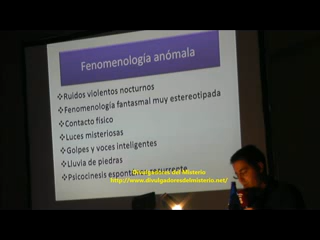 Fenomenología anómala
❖Ruidos violentos nocturnos
❖Fenomenología fantasmal muy estereotipada
❖Contacto físico
❖Luces misteriosas
❖Golpes y voces inteligentes
❖Lluvia de piedras
❖Psicocinesis espontánea recurrente
Divulgadores del Misterio
http://www.divulgadoresdelmisterio.net/